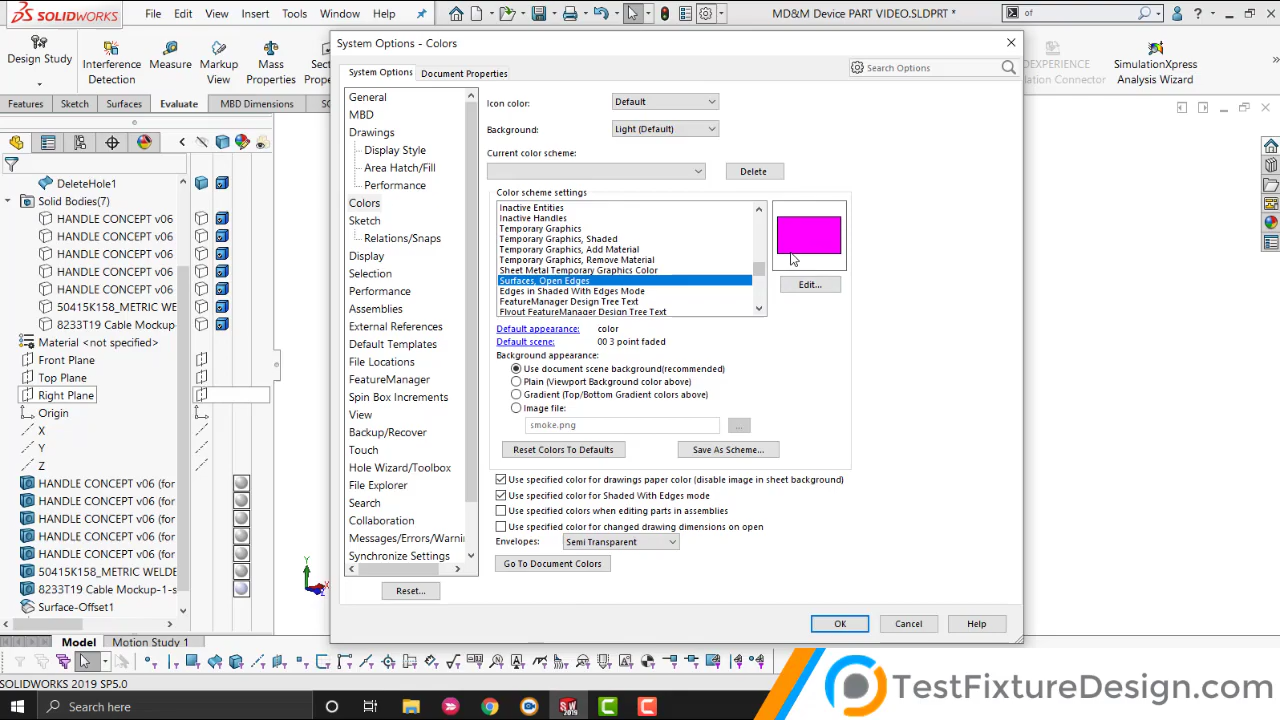 SOLIDWORKS
File Edit View Insert Tools Window Help
MD&M Device PART VIDEO.SLDPRT *
of
Design Study
Interference Detection
Measure
Markup View
Mass Properties
Sect Prope
EXPERIENCE
ulation Connector
SimulationXpress Analysis Wizard
Features Sketch Surfaces Evaluate MBD Dimensions SO
DeleteHole1
Solid Bodies(7)
HANDLE CONCEPT v06
HANDLE CONCEPT v06
HANDLE CONCEPT v06
HANDLE CONCEPT v06
HANDLE CONCEPT v06
50415K158_METRIC WE
8233T19 Cable Mockup-
Material <not specified>
Front Plane
Top Plane
Right Plane
Origin
X
Y
Z
HANDLE CONCEPT v06 (for
HANDLE CONCEPT v06 (for
HANDLE CONCEPT v06 (for
HANDLE CONCEPT v06 (for
HANDLE CONCEPT v06 (for
50415K158_METRIC WELDE
8233T19 Cable Mockup-1-s
Surface-Offset1
Model Motion Study 1
SOLIDWORKS 2019 SP5.0
Search here
System Options - Colors
System Options Document Properties
Search Options
General
MBD
Drawings
Display Style
Area Hatch/Fill
Performance
Colors
Sketch
Relations/Snaps
Display
Selection
Performance
Assemblies
External References
Default Templates
File Locations
FeatureManager
Spin Box Increments
View
Backup/Recover
Touch
Hole Wizard/Toolbox
File Explorer
Search
Collaboration
Messages/Errors/Warnin
Synchronize Settings
Reset...
Icon color: Default
Background: Light (Default)
Current color scheme:
Delete
Color scheme settings
Inactive Entities
Inactive Handles
Temporary Graphics
Temporary Graphics, Shaded
Temporary Graphics, Add Material
Temporary Graphics, Remove Material
Sheet Metal Temporary Graphics Color
Surfaces, Open Edges
Edges in Shaded With Edges Mode
FeatureManager Design Tree Text
Flyout FeatureManager Design Tree Text
Edit...
Default appearance: color
Default scene: 00 3 point faded
Background appearance:
Use document scene background(recommended)
Plain (Viewport Background color above)
Gradient (Top/Bottom Gradient colors above)
Image file:
smoke.png ...
Reset Colors To Defaults Save As Scheme...
Use specified color for drawings paper color (disable image in sheet background)
Use specified color for Shaded With Edges mode
Use specified colors when editing parts in assemblies
Use specified color for changed drawing dimensions on open
Envelopes: Semi Transparent
Go To Document Colors
OK Cancel Help
Y
X
Z
TestFixtureDesign.com